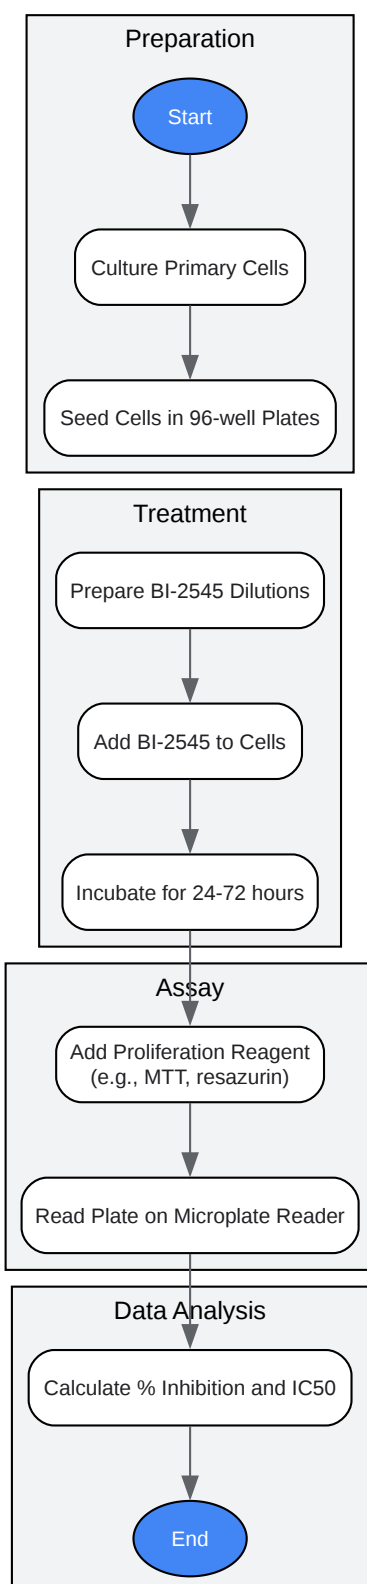 Preparation
Start
Culture Primary Cells
Seed Cells in 96-well Plates
Treatment
Prepare BI-2545 Dilutions
Add BI-2545 to Cells
Incubate for 24-72 hours
Assay
Add Proliferation Reagent
(e.g., MTT, resazurin)
Read Plate on Microplate Reader
Data Analysis
Calculate % Inhibition and IC50
End